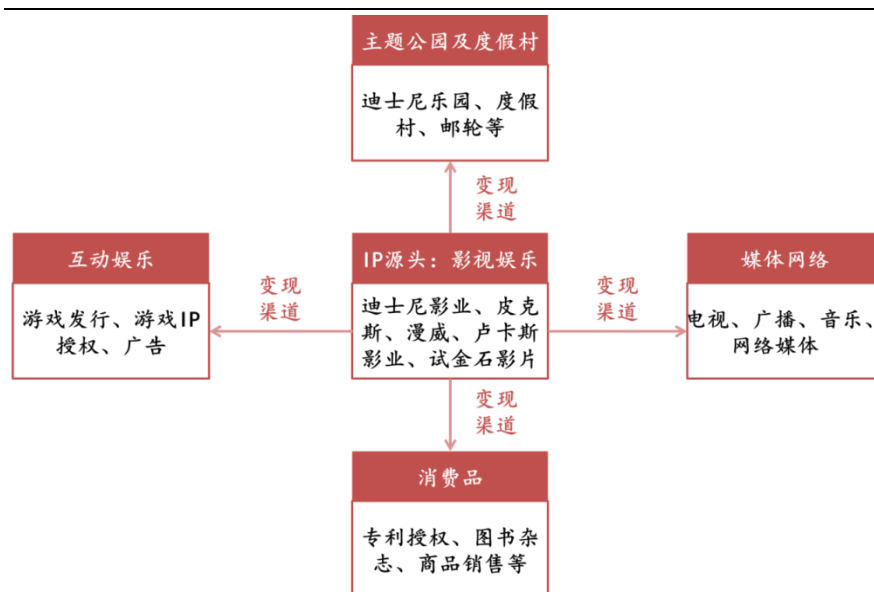 主题公园及度假村
迪士尼乐园、度假
村、邮轮等
变现
渠道
互动娱乐
游戏发行、游戏IP
授权、广告
变现
渠道
IP源头：影视娱乐
迪士尼影业、皮克
斯、漫威、卢卡斯
影业、试金石影片
变现
渠道
媒体网络
电视、广播、音乐、
网络媒体
变现
渠道
消费品
专利授权、图书杂
志、商品销售等